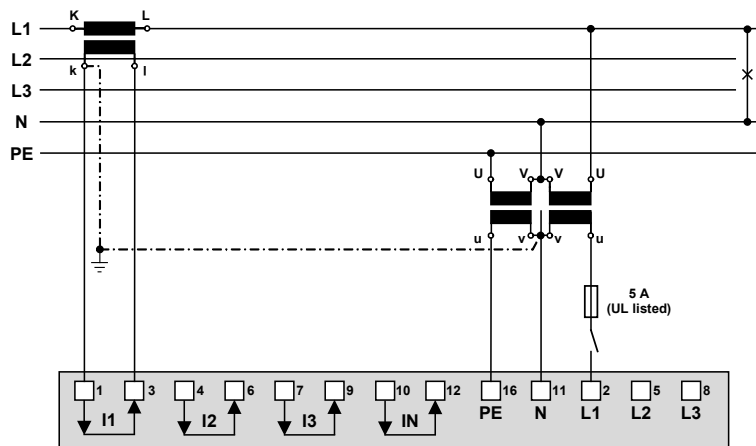 K L
L1
L2
k l
L3
N
PE
U V V U
u v v u
5 A
(UL listed)
1 3 4 6 7 9 10 12 16 11 2 5 8
I1 I2 I3 IN PE N L1 L2 L3